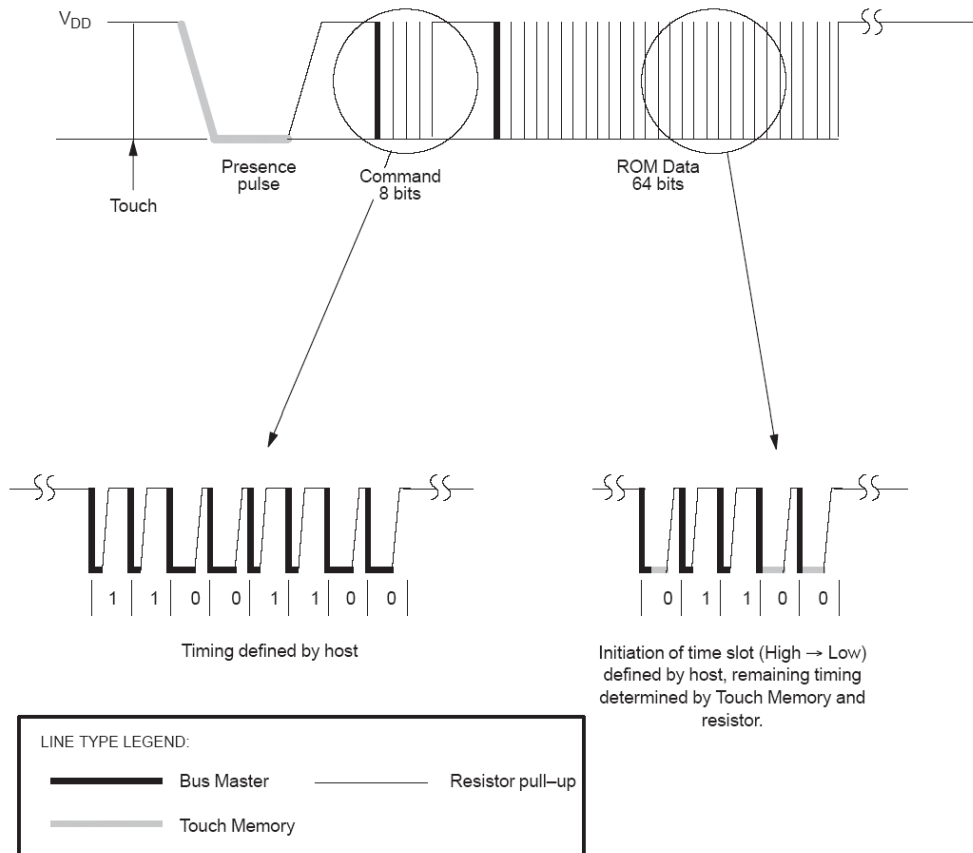 VDD
Touch
Presence
pulse
Command
8 bits
ROM Data
64 bits
1 1 0 0 1 1 0 0
0 1 1 0 0
Timing defined by host
Initiation of time slot (High → Low)
defined by host, remaining timing
determined by Touch Memory and
resistor.
LINE TYPE LEGEND:
Bus Master
Resistor pull–up
Touch Memory